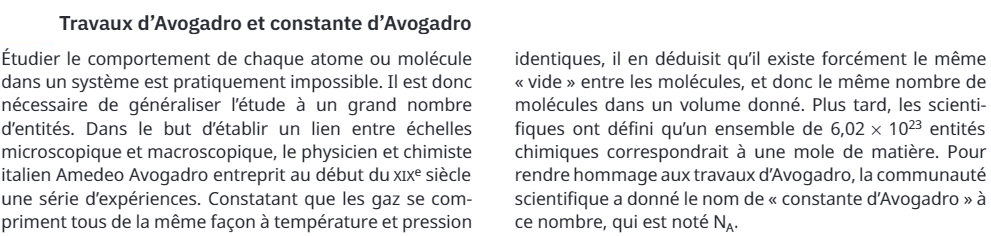 Travaux d’Avogadro et constante d’Avogadro
Étudier le comportement de chaque atome ou molécule
dans un système est pratiquement impossible. Il est donc
nécessaire de généraliser l’étude à un grand nombre
d’entités. Dans le but d’établir un lien entre échelles
microscopique et macroscopique, le physicien et chimiste
italien Amedeo Avogadro entreprit au début du XIXᵉ siècle
une série d’expériences. Constatant que les gaz se com-
priment tous de la même façon à température et pression
identiques, il en déduisit qu’il existe forcément le même
« vide » entre les molécules, et donc le même nombre de
molécules dans un volume donné. Plus tard, les scienti-
fiques ont défini qu’un ensemble de 6,02 × 10²³ entités
chimiques correspondrait à une mole de matière. Pour
rendre hommage aux travaux d’Avogadro, la communauté
scientifique a donné le nom de « constante d’Avogadro » à
ce nombre, qui est noté N_A.